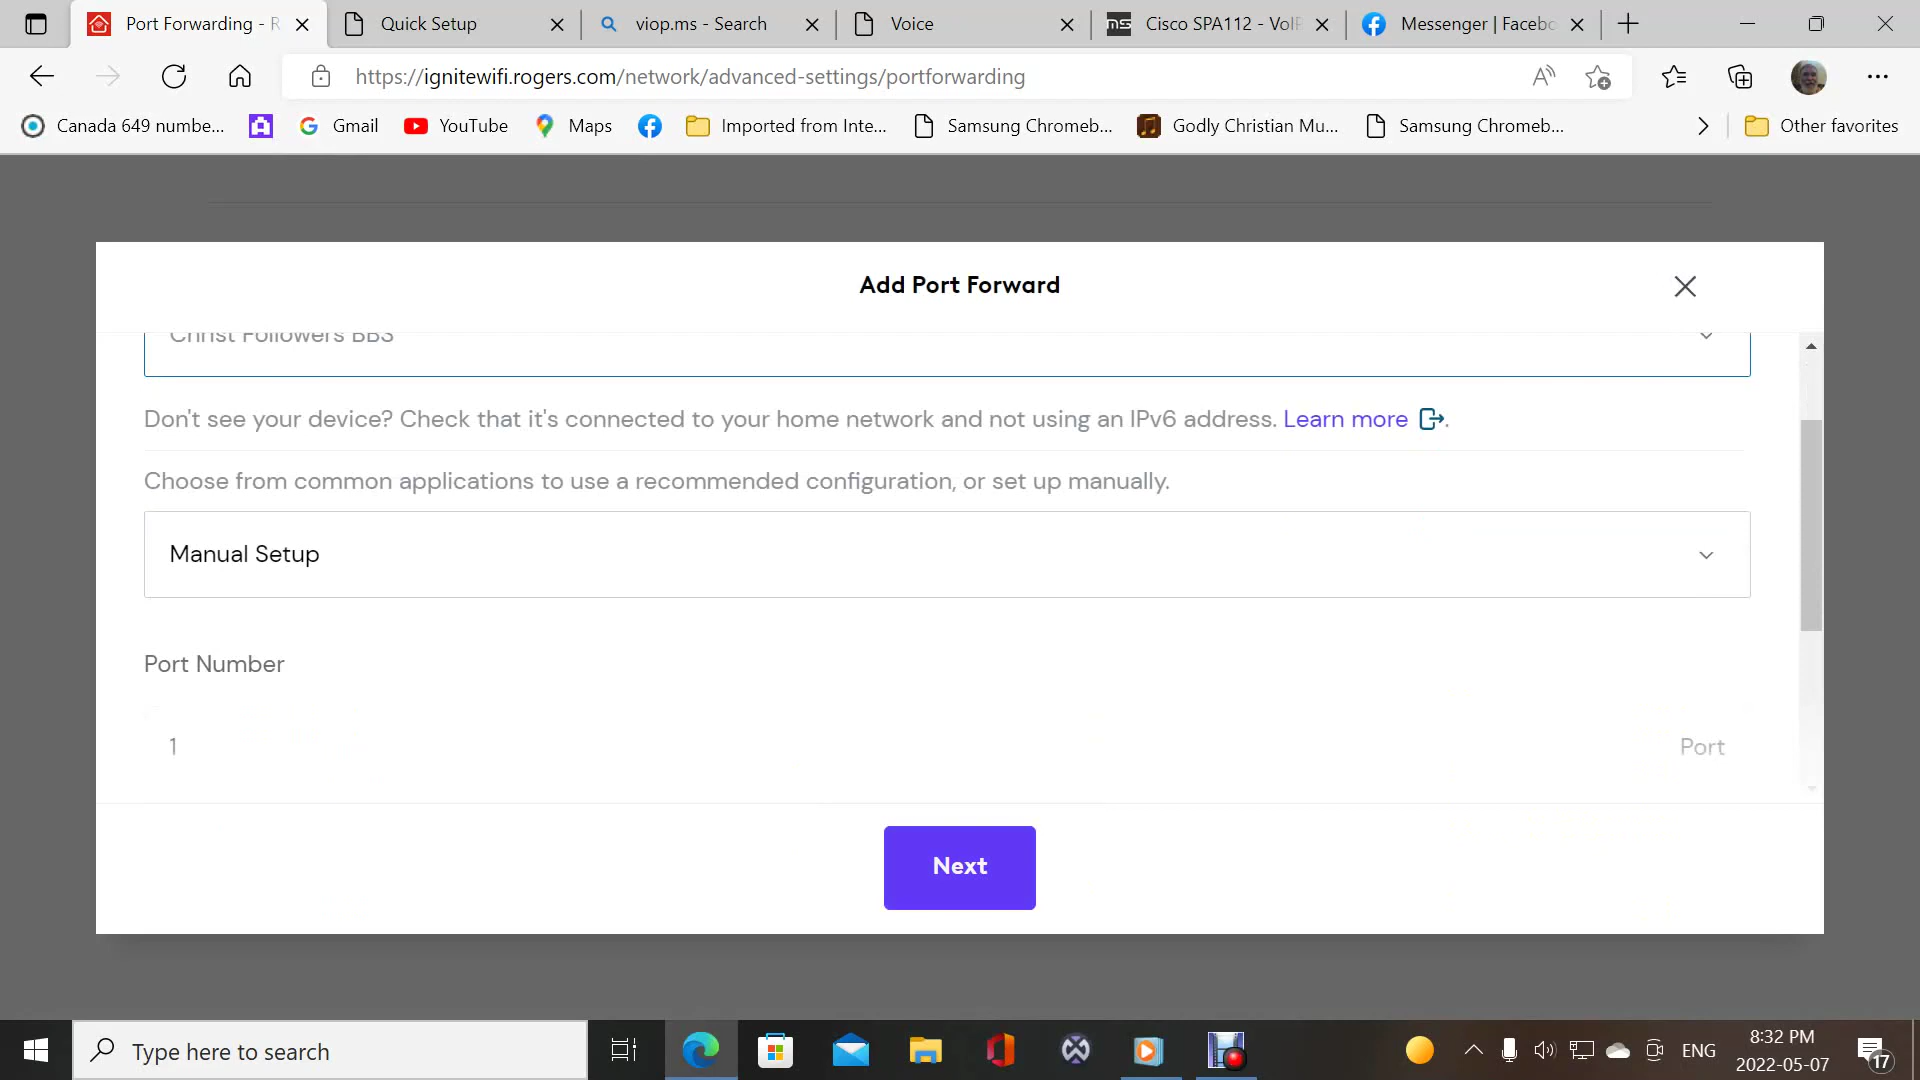 Port Forwarding - R
Quick Setup
viop.ms - Search
Voice
Cisco SPA112 - VoIP
Messenger | Facebo
https://ignitewifi.rogers.com/network/advanced-settings/portforwarding
Canada 649 numbe...
Gmail
YouTube
Maps
Imported from Inte...
Samsung Chromeb...
Godly Christian Mu...
Samsung Chromeb...
Other favorites
Add Port Forward
Christ Followers BBS
Don't see your device? Check that it's connected to your home network and not using an IPv6 address. Learn more.
Choose from common applications to use a recommended configuration, or set up manually.
Manual Setup
Port Number
1 Port
Next
Type here to search
ENG
8:32 PM
2022-05-07
17